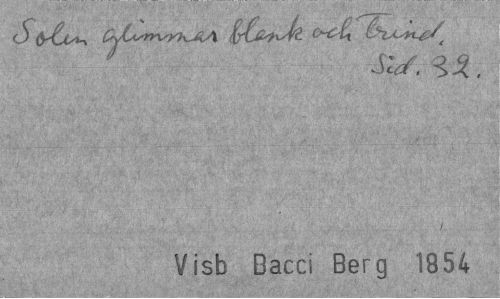 Solen glimmar blank och trind,
Sid. 32.
Visb Bacci Berg 1854